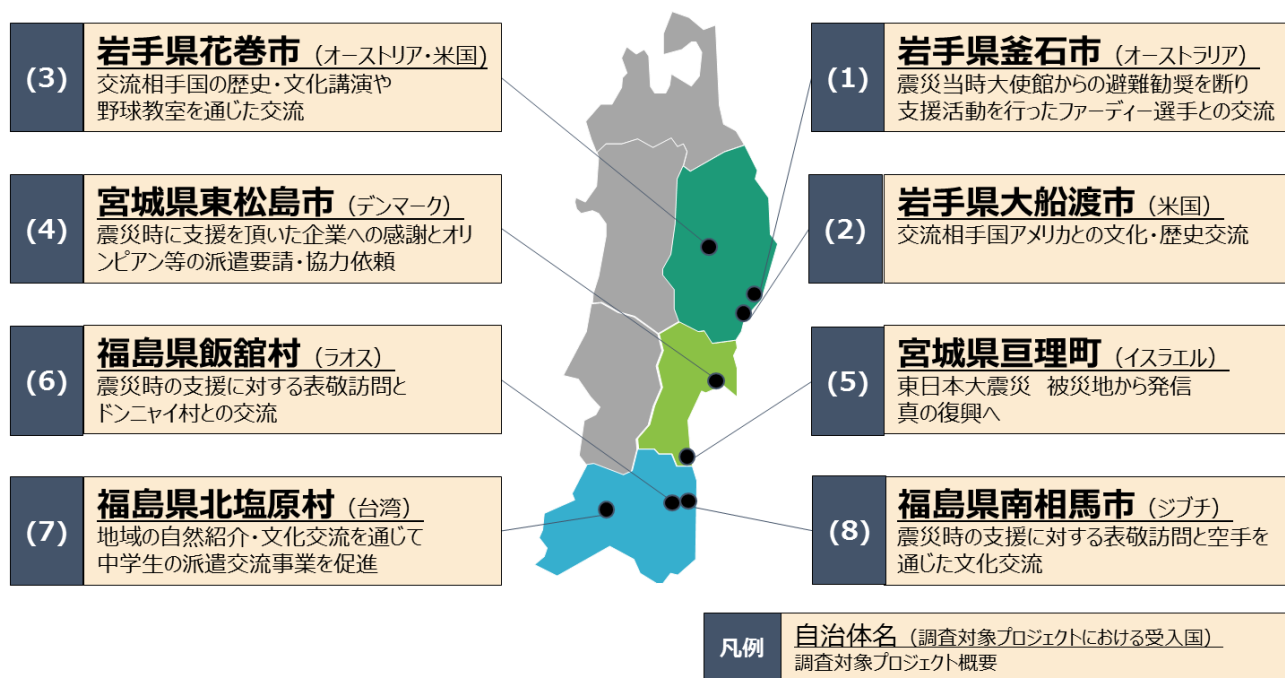 (3)
岩手県花巻市（オーストリア・米国）
交流相手国の歴史・文化講演や
野球教室を通じた交流
(1)
岩手県釜石市（オーストラリア）
震災当時大使館からの避難勧奨を断り
支援活動を行ったファーディー選手との交流
(4)
宮城県東松島市（デンマーク）
震災時に支援を頂いた企業への感謝とオリ
ンピアン等の派遣要請・協力依頼
(2)
岩手県大船渡市（米国）
交流相手国アメリカとの文化・歴史交流
(6)
福島県飯舘村（ラオス）
震災時の支援に対する表敬訪問と
ドンニャイ村との交流
(5)
宮城県亘理町（イスラエル）
東日本大震災　被災地から発信
真の復興へ
(7)
福島県北塩原村（台湾）
地域の自然紹介・文化交流を通じて
中学生の派遣交流事業を促進
(8)
福島県南相馬市（ジブチ）
震災時の支援に対する表敬訪問と空手を
通じた文化交流
凡例
自治体名（調査対象プロジェクトにおける受入国）
調査対象プロジェクト概要